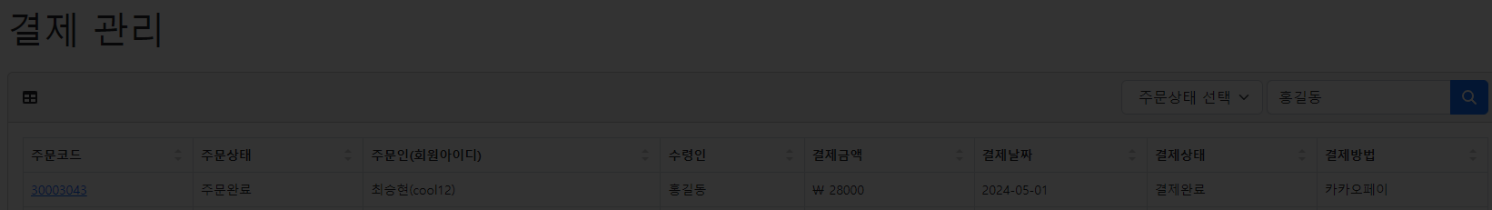 결제 관리
주문상태 선택 홍길동
주문코드 주문상태 주문인(회원아이디) 수령인 결제금액 결제날짜 결제상태 결제방법
30003043 주문완료 최승현(cool12) 홍길동 ₩ 28000 2024-05-01 결제완료 카카오페이